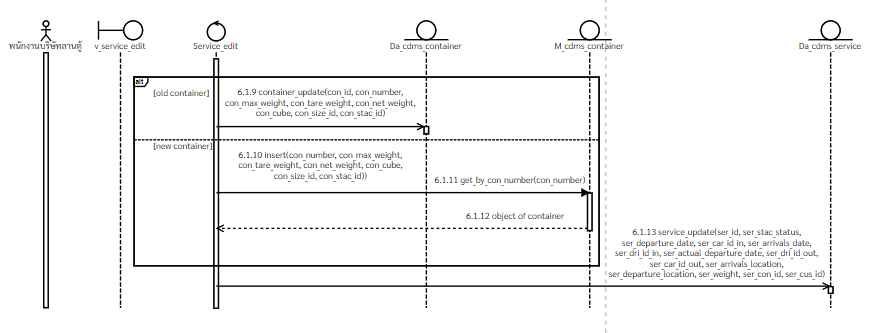 พนักงานบริษัทลานตู้
v_service_edit
Service_edit
Da_cdms_container
M_cdms_container
Da_cdms_service
alt
[old container]
6.1.9 container_update(con_id, con_number,
con_max_weight, con_tare_weight, con_net_weight,
con_cube, con_size_id, con_stac_id)
[new container]
6.1.10 insert(con_number, con_max_weight,
con_tare_weight, con_net_weight, con_cube,
con_size_id, con_stac_id))
6.1.11 get_by_con_number(con_number)
6.1.12 object of container
6.1.13 service_update(ser_id, ser_stac_status,
ser_departure_date, ser_car_id_in, ser_arrivals_date,
ser_dri_id_in, ser_actual_departure_date, ser_dri_id_out,
ser_car_id_out, ser_arrivals_location,
ser_departure_location, ser_weight, ser_con_id, ser_cus_id)